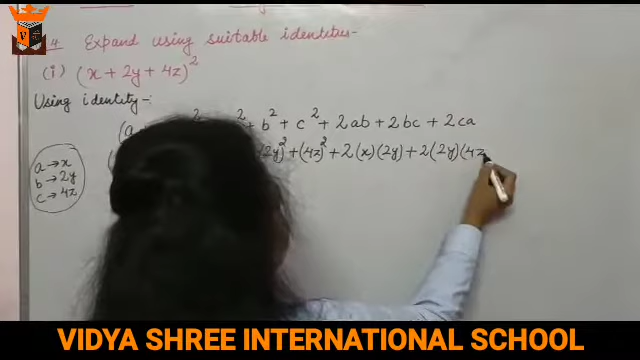 4 Expand using suitable identities-
(i) (x + 2y + 4z)²
Using identity-:
(a ² + b² + c² + 2ab + 2bc + 2ca
a → x
b → 2y
c → 4z
(2y)² + (4z)² + 2(x)(2y) + 2(2y)(4z
VIDYA SHREE INTERNATIONAL SCHOOL